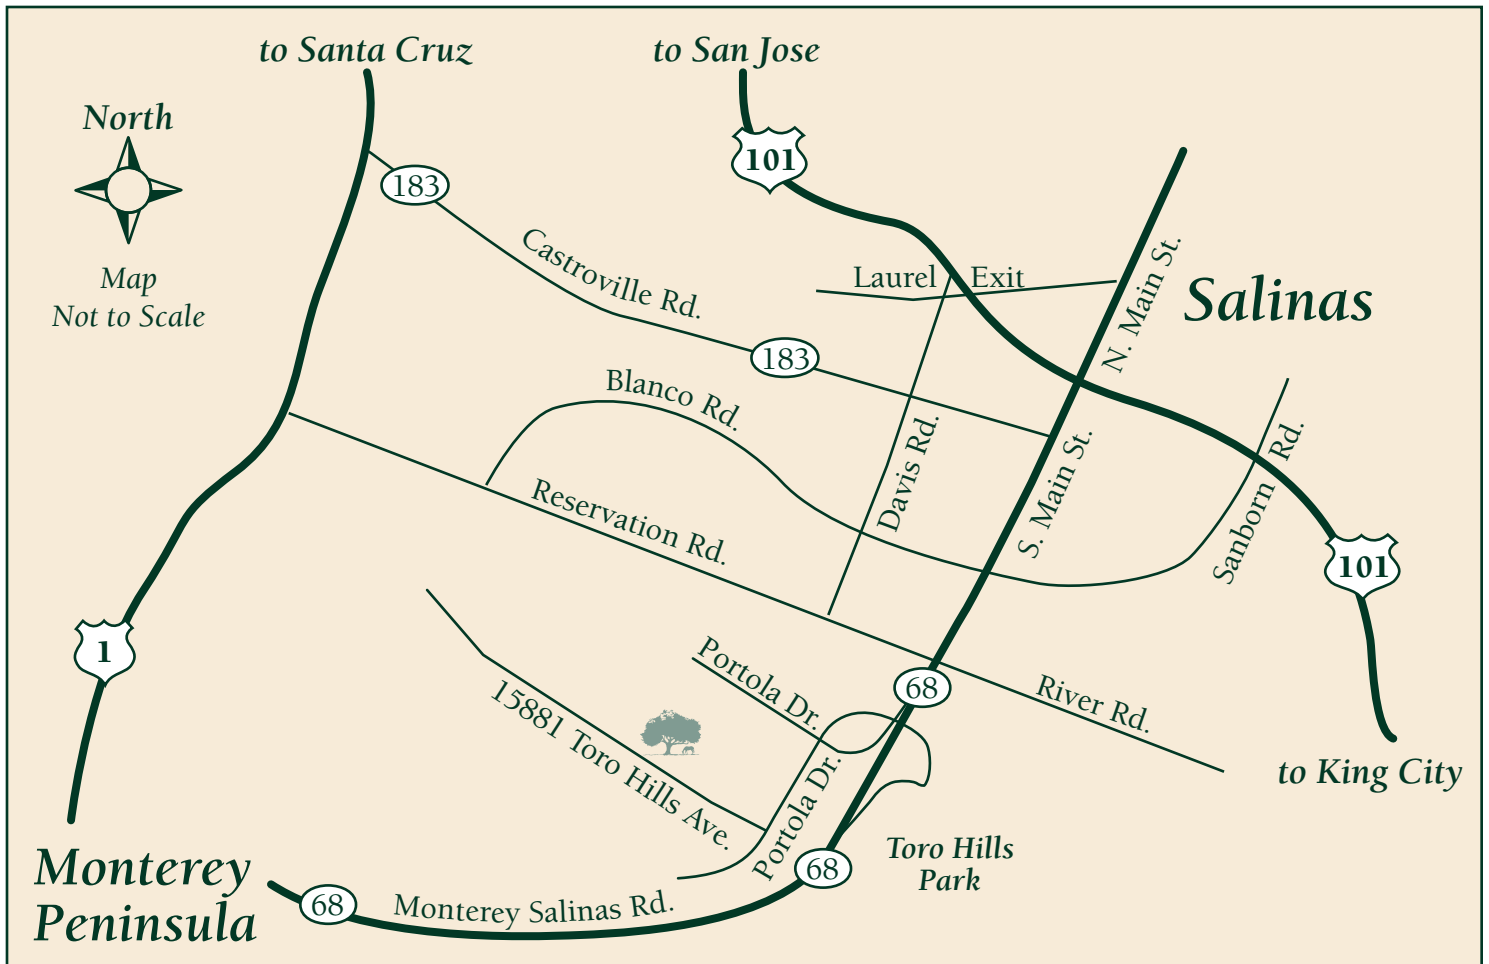 to Santa Cruz
to San Jose
North
101
183
Map
Not to Scale
Castroville Rd.
Laurel Exit
N. Main St.
Salinas
183
Blanco Rd.
Davis Rd.
S. Main St.
Sanborn Rd.
Reservation Rd.
101
1
Portola Dr.
68
River Rd.
15881 Toro Hills Ave.
Portola Dr.
to King City
Toro Hills
Park
68
Monterey
Peninsula
68
Monterey Salinas Rd.